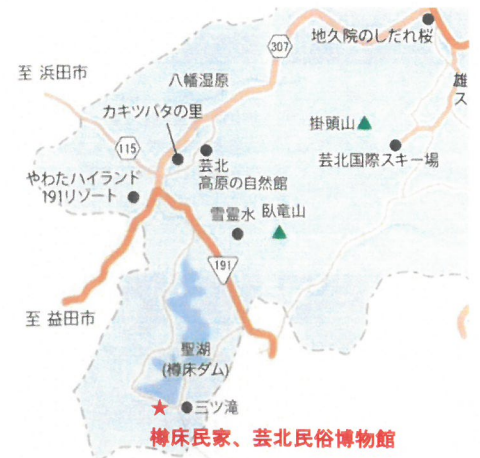 地久院のしだれ桜
307
雄
ス
至 浜田市
八幡湿原
カキツバタの里
掛頭山
115
芸北
高原の自然館
芸北国際スキー場
やわたハイランド
191リゾート
雪霊水
臥竜山
191
至 益田市
聖湖
(樽床ダム)
三ツ滝
樽床民家、芸北民俗博物館